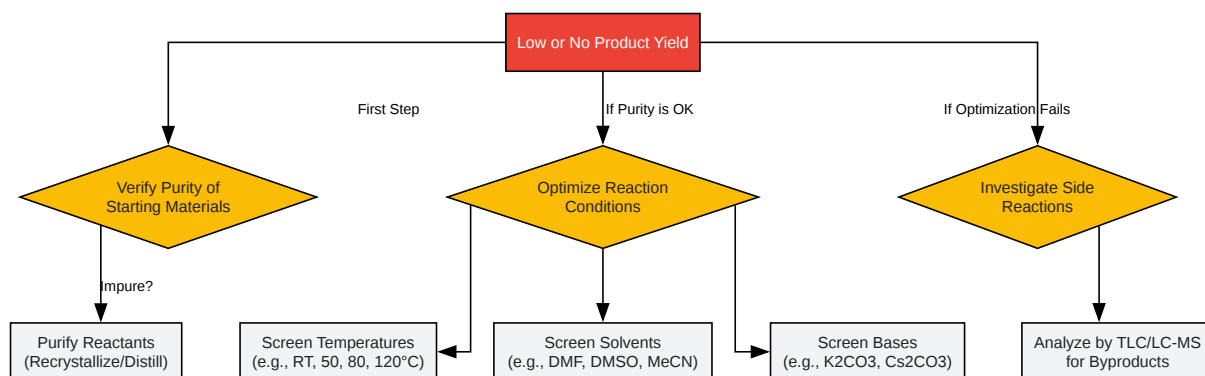 Low or No Product Yield
First Step
If Purity is OK
If Optimization Fails
Verify Purity of
Starting Materials
Optimize Reaction
Conditions
Investigate Side
Reactions
Impure?
Purify Reactants
(Recrystallize/Distill)
Screen Temperatures
(e.g., RT, 50, 80, 120°C)
Screen Solvents
(e.g., DMF, DMSO, MeCN)
Screen Bases
(e.g., K2CO3, Cs2CO3)
Analyze by TLC/LC-MS
for Byproducts